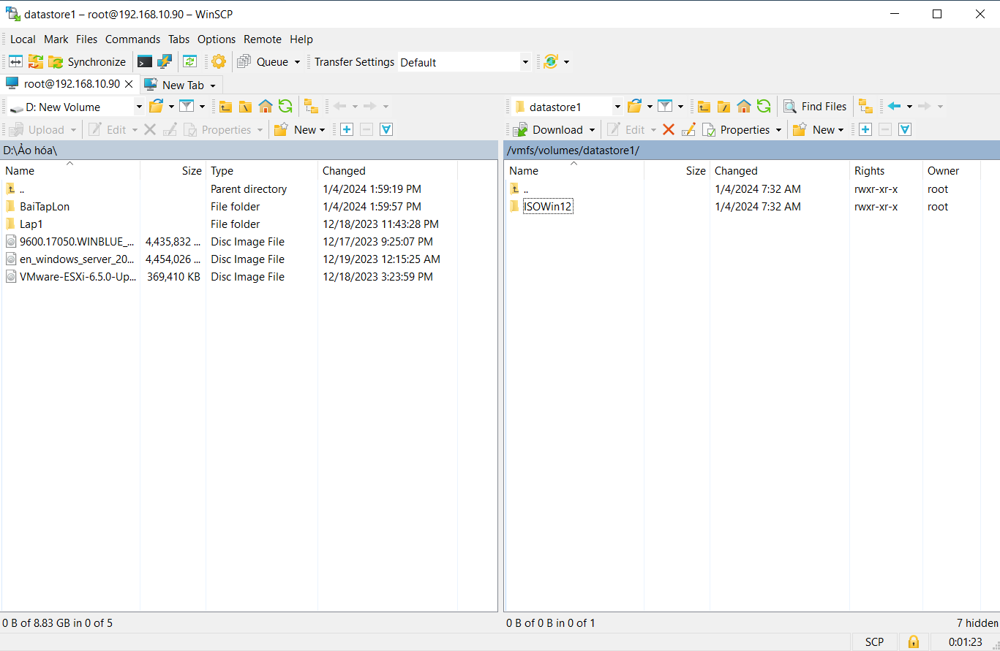 datastore1 – root@192.168.10.90 – WinSCP
Local Mark Files Commands Tabs Options Remote Help
Synchronize Queue Transfer Settings Default
root@192.168.10.90 New Tab
D: New Volume
Upload Edit Properties New
D:\Ảo hóa\
Name Size Type Changed
.. Parent directory 1/4/2024 1:59:19 PM
BaiTapLon File folder 1/4/2024 1:59:57 PM
Lap1 File folder 12/18/2023 11:43:28 PM
9600.17050.WINBLUE_... 4,435,832 ... Disc Image File 12/17/2023 9:25:07 PM
en_windows_server_20... 4,454,026 ... Disc Image File 12/19/2023 12:15:25 AM
VMware-ESXi-6.5.0-Up... 369,410 KB Disc Image File 12/18/2023 3:23:59 PM
0 B of 8.83 GB in 0 of 5
datastore1 Find Files
Download Edit Properties New
/vmfs/volumes/datastore1/
Name Size Changed Rights Owner
.. 1/4/2024 7:32 AM rwxr-xr-x root
ISOWin12 1/4/2024 7:32 AM rwxr-xr-x root
0 B of 0 B in 0 of 1 7 hidden
SCP 0:01:23